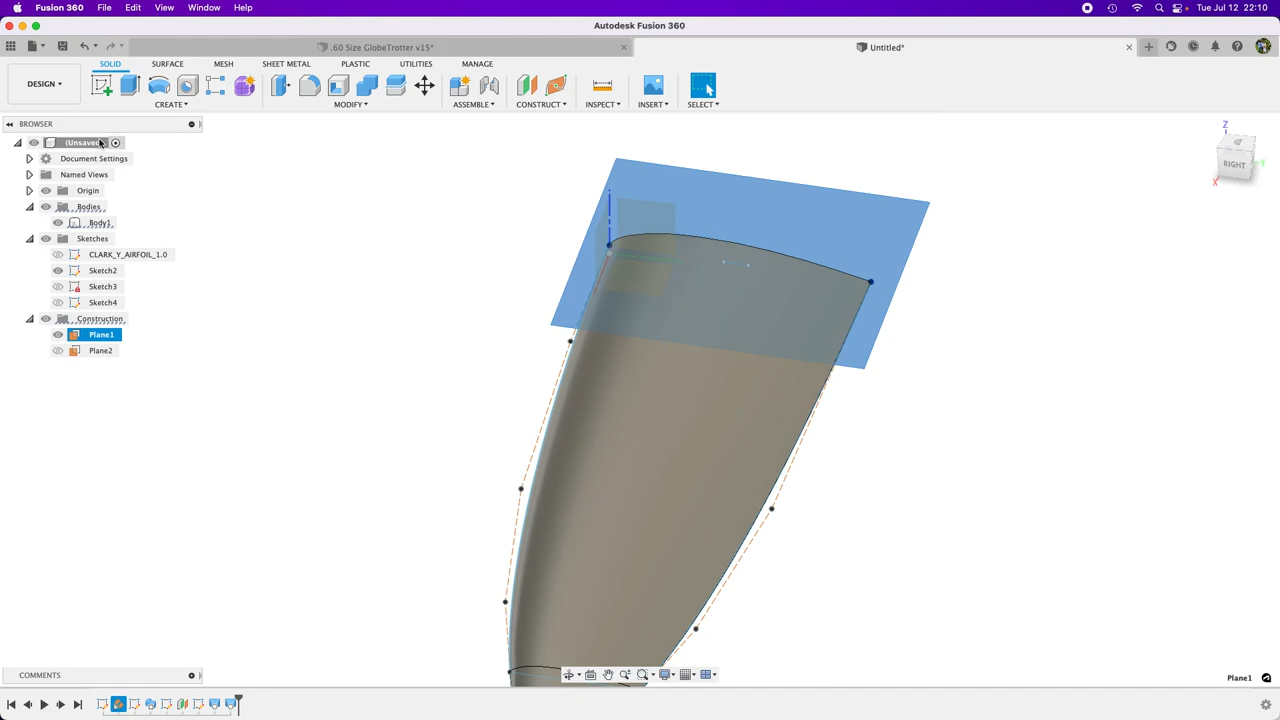 Fusion 360 File Edit View Window Help Tue Jul 12 22:10
Autodesk Fusion 360
.60 Size GlobeTrotter v15* Untitled*
SOLID SURFACE MESH SHEET METAL PLASTIC UTILITIES MANAGE
DESIGN
CREATE MODIFY ASSEMBLE CONSTRUCT INSPECT INSERT SELECT
BROWSER
(Unsaved
Document Settings
Named Views
Origin
Bodies
Body1
Sketches
CLARK_Y_AIRFOIL_1.0
Sketch2
Sketch3
Sketch4
Construction
Plane1
Plane2
Z
RIGHT
X
Y
COMMENTS
Plane1